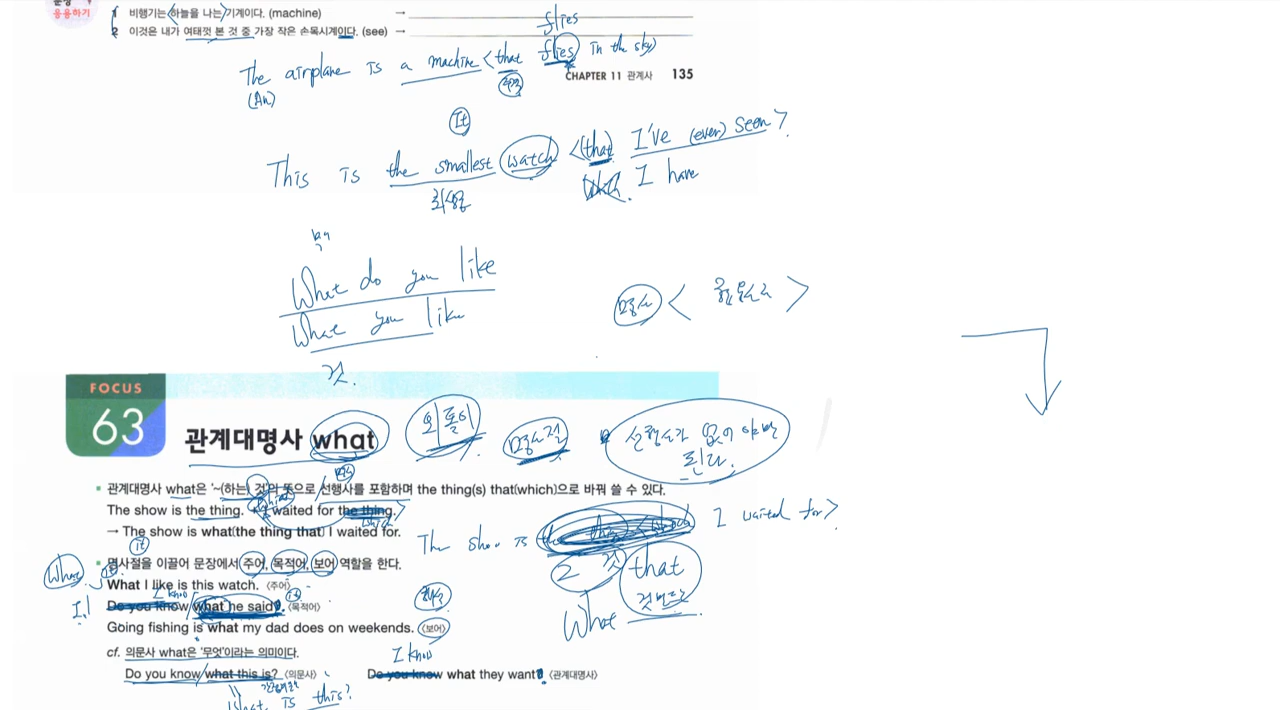 응용하기
1 비행기는 하늘을 나는 기계이다. (machine) →
2 이것은 내가 여태껏 본 것 중 가장 작은 손목시계이다. (see) →
flies
The airplane is a machine <that flies in the sky>
(An)
CHAPTER 11 관계사 135
It
This is the smallest watch <(that) I've (ever) seen>.
I have
최상급
What do you like
What you like
것.
명사 < >
FOCUS
63
관계대명사 what
외톨이
명사절
선행사가 없어야만
된다.
관계대명사 what은 '~(하는) 것'의 뜻으로 선행사를 포함하며 the thing(s) that(which)으로 바꿔 쓸 수 있다.
The show is the thing. I waited for the thing.
→ The show is what(the thing that) I waited for.
The show is the thing <which I waited for>
그 것 that
What
it
명사절을 이끌어 문장에서 주어, 목적어, 보어 역할을 한다.
What
What I like is this watch. 〈주어〉
I know
Do you know what he said? 〈목적어〉
Going fishing is what my dad does on weekends. 〈보어〉
cf. 의문사 what은 '무엇'이라는 의미이다.
I know
Do you know what this is? 〈의문사〉 Do you know what they want? 〈관계대명사〉
What is this?